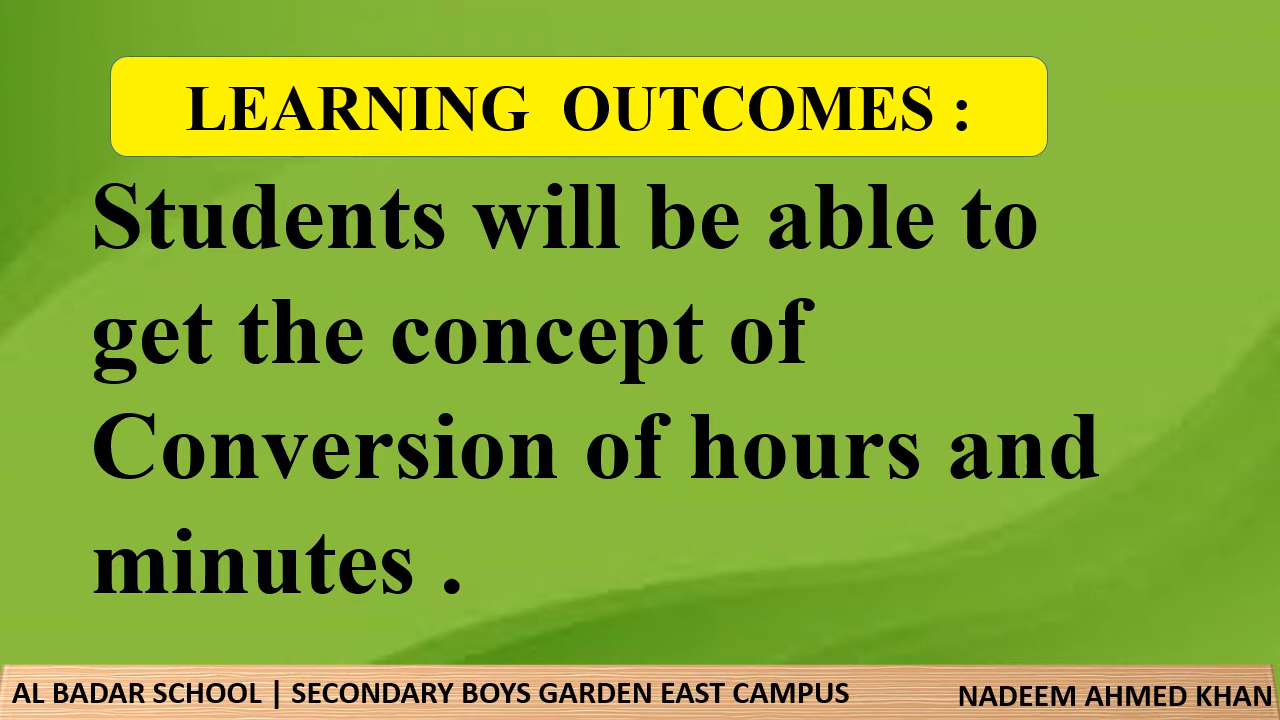 LEARNING OUTCOMES :
Students will be able to
get the concept of
Conversion of hours and
minutes .
AL BADAR SCHOOL | SECONDARY BOYS GARDEN EAST CAMPUS
NADEEM AHMED KHAN